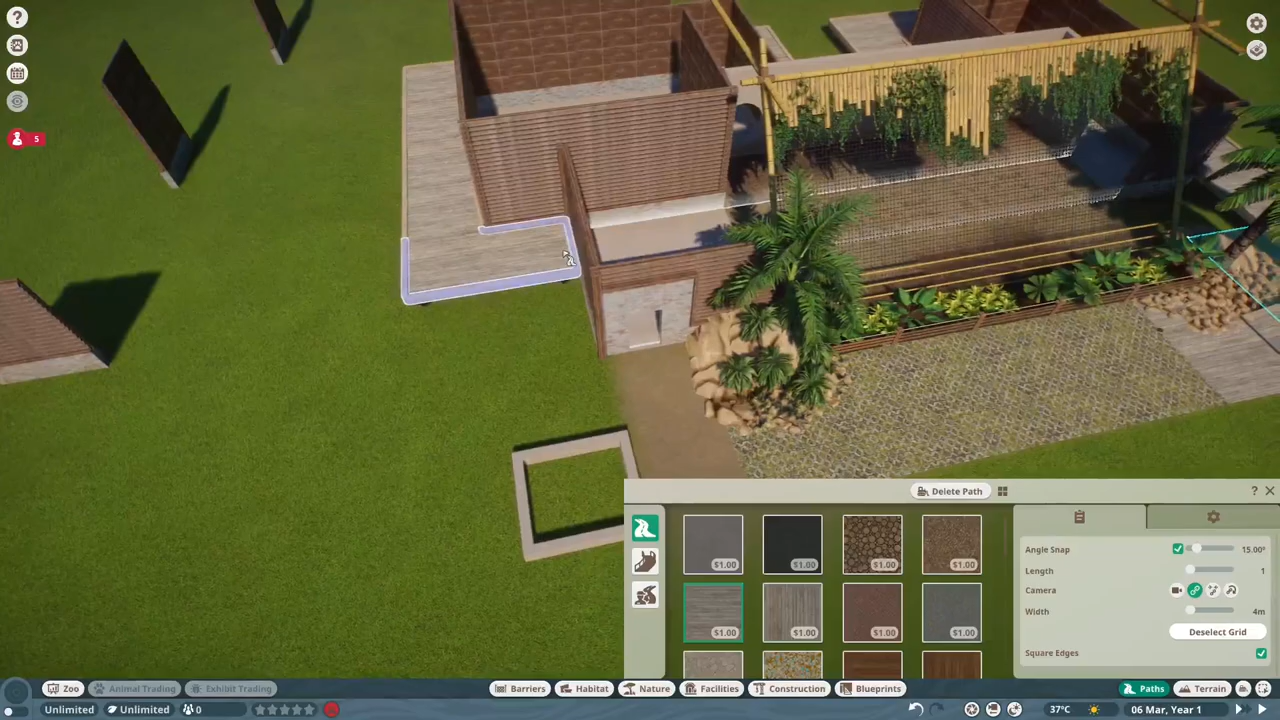 5
Delete Path
?
Angle Snap 15.00°
Length 1
Camera
Width 4m
Deselect Grid
Square Edges
$1.00 $1.00 $1.00 $1.00
$1.00 $1.00 $1.00 $1.00
Zoo Animal Trading Exhibit Trading Barriers Habitat Nature Facilities Construction Blueprints Paths Terrain
Unlimited Unlimited 0 37°C 06 Mar, Year 1